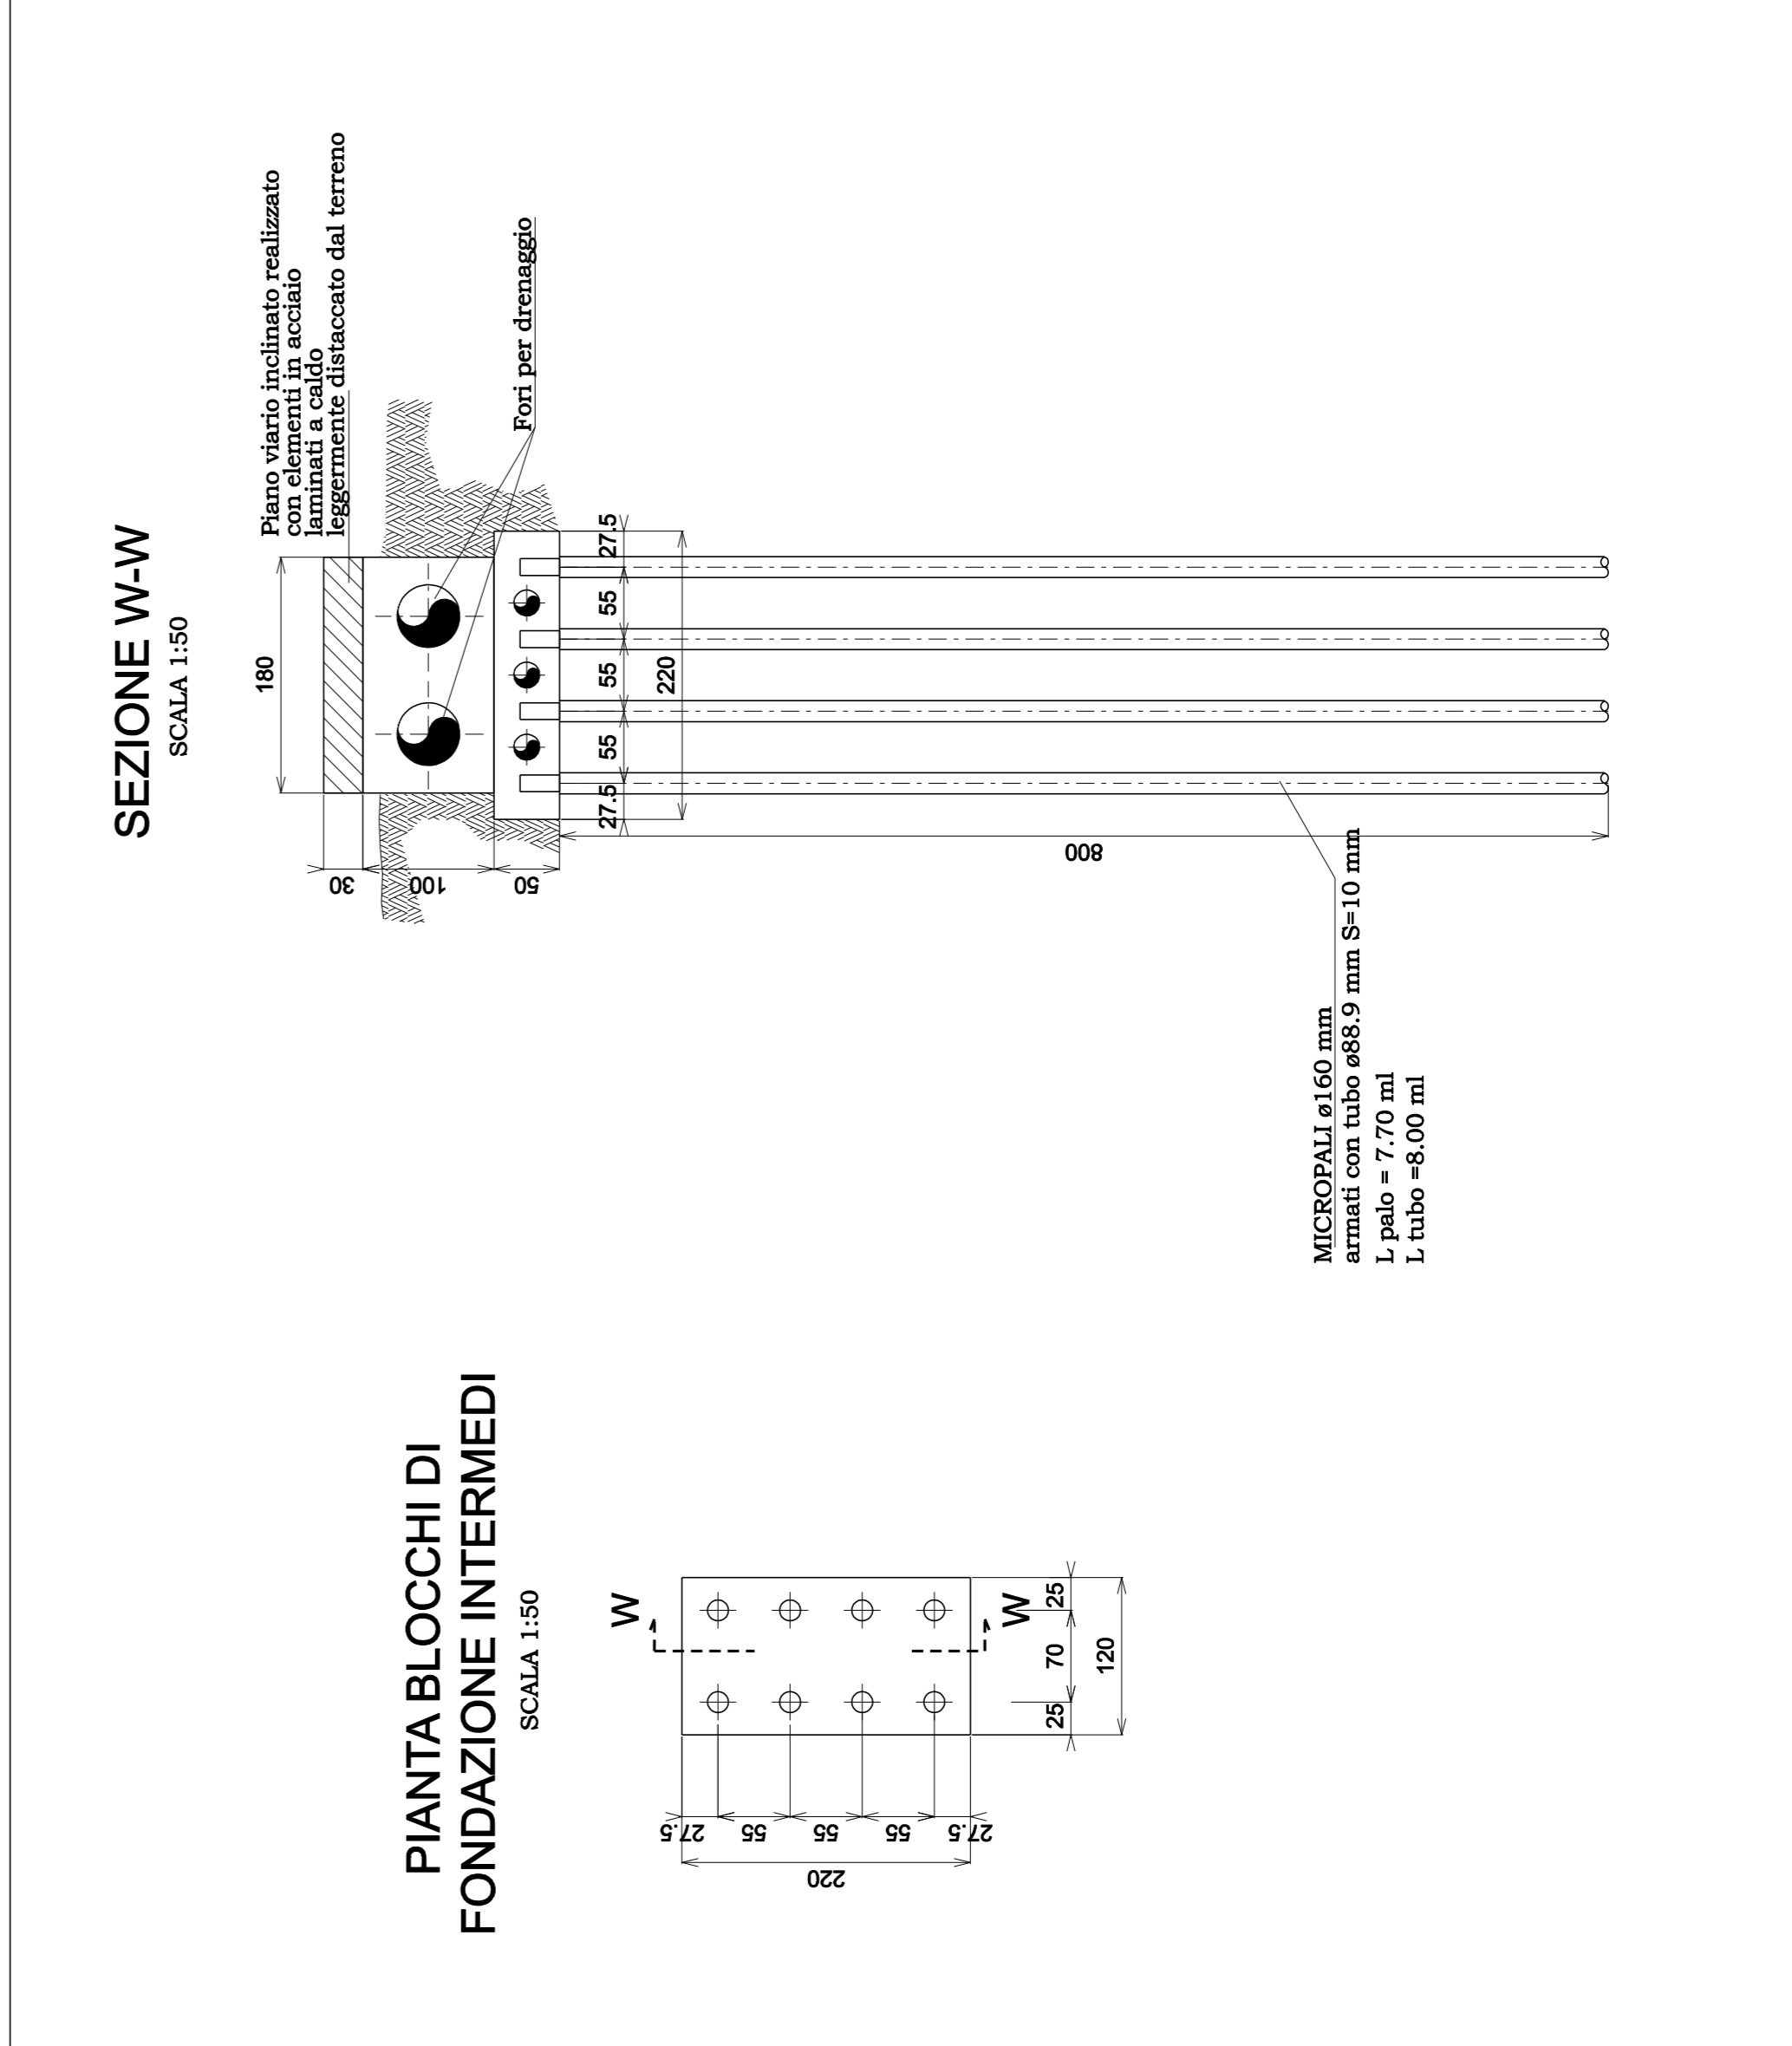 SEZIONE W-W
SCALA 1:50
Piano viario inclinato realizzato
con elementi in acciaio
laminati a caldo
leggermente distaccato dal terreno
Fori per drenaggio
180
30
100
50
27.5
55
55
55
27.5
220
800
MICROPALI ø160 mm
armati con tubo ø88.9 mm S=10 mm
L palo = 7.70 ml
L tubo =8.00 ml
PIANTA BLOCCHI DI
FONDAZIONE INTERMEDI
SCALA 1:50
W
W
27.5
55
55
55
27.5
220
25
70
25
120